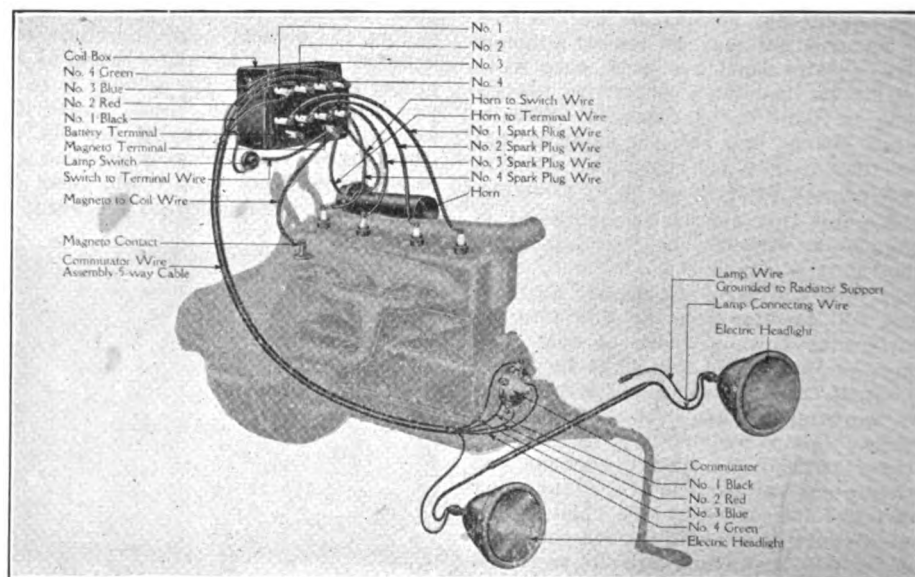 No. 1
No. 2
No. 3
No. 4
Horn to Switch Wire
Horn to Terminal Wire
No. 1 Spark Plug Wire
No. 2 Spark Plug Wire
No. 3 Spark Plug Wire
No. 4 Spark Plug Wire
Horn
Coil Box
No. 4 Green
No. 3 Blue
No. 2 Red
No. 1 Black
Battery Terminal
Magneto Terminal
Lamp Switch
Switch to Terminal Wire
Magneto to Coil Wire
Magneto Contact
Commutator Wire
Assembly 5-way Cable
Lamp Wire
Grounded to Radiator Support
Lamp Connecting Wire
Electric Headlight
Commutator
No. 1 Black
No. 2 Red
No. 3 Blue
No. 4 Green
Electric Headlight